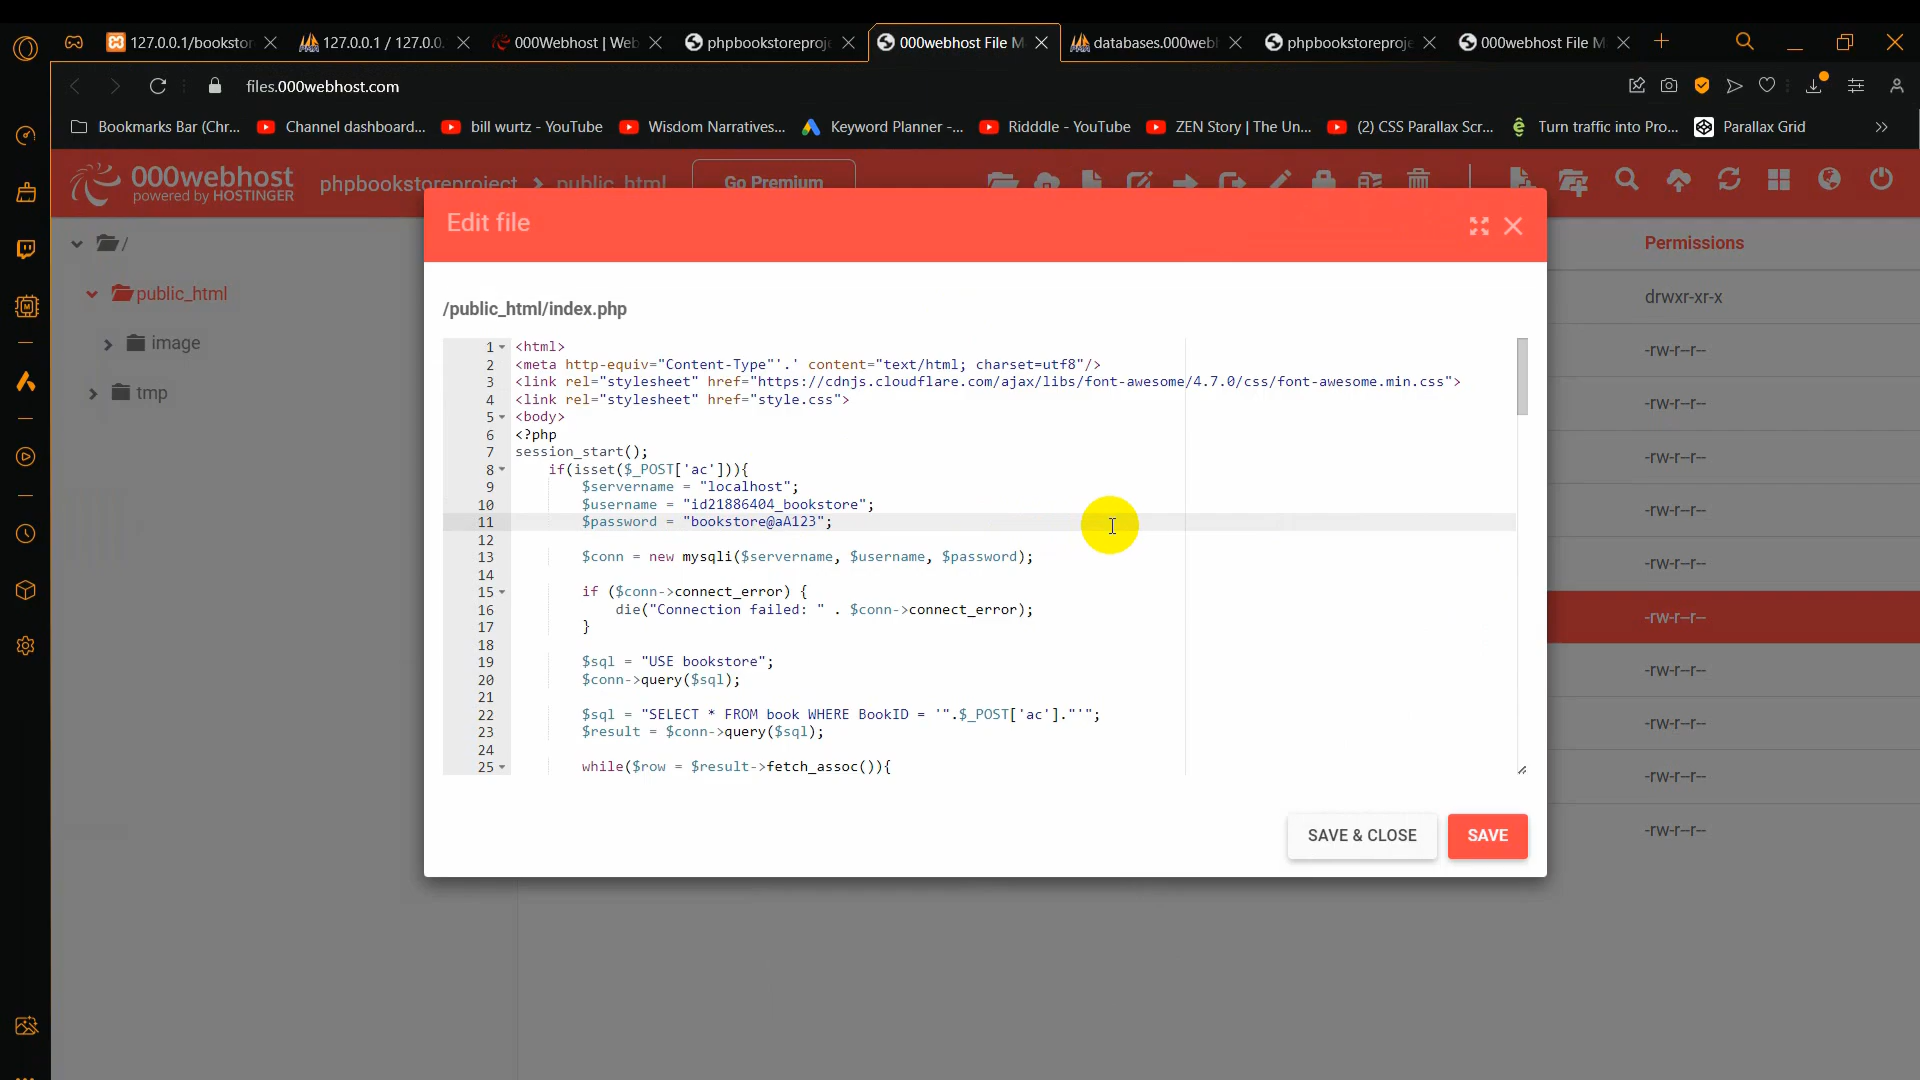 127.0.0.1/booksto
127.0.0.1 / 127.0.0.
000Webhost | Web
phpbookstoreproje
000webhost File M
databases.000webh
phpbookstoreproje
000webhost File M
files.000webhost.com
Bookmarks Bar (Chr...
Channel dashboard...
bill wurtz - YouTube
Wisdom Narratives...
Keyword Planner -...
Ridddle - YouTube
ZEN Story | The Un...
(2) CSS Parallax Scr...
Turn traffic into Pro...
Parallax Grid
000webhost
powered by HOSTINGER
phpbookstoreproject > public_html
Go Premium
Edit file
/
public_html
image
tmp
Permissions
drwxr-xr-x
-rw-r--r--
-rw-r--r--
-rw-r--r--
-rw-r--r--
-rw-r--r--
-rw-r--r--
-rw-r--r--
-rw-r--r--
-rw-r--r--
-rw-r--r--
/public_html/index.php
1 <html>
2 <meta http-equiv="Content-Type"'.' content="text/html; charset=utf8"/>
3 <link rel="stylesheet" href="https://cdnjs.cloudflare.com/ajax/libs/font-awesome/4.7.0/css/font-awesome.min.css">
4 <link rel="stylesheet" href="style.css">
5 <body>
6 <?php
7 session_start();
8 if(isset($_POST['ac'])){
9 $servername = "localhost";
10 $username = "id21886404_bookstore";
11 $password = "bookstore@aA123";
12
13 $conn = new mysqli($servername, $username, $password);
14
15 if ($conn->connect_error) {
16 die("Connection failed: " . $conn->connect_error);
17 }
18
19 $sql = "USE bookstore";
20 $conn->query($sql);
21
22 $sql = "SELECT * FROM book WHERE BookID = '".$_POST['ac']."'";
23 $result = $conn->query($sql);
24
25 while($row = $result->fetch_assoc()){
SAVE & CLOSE
SAVE